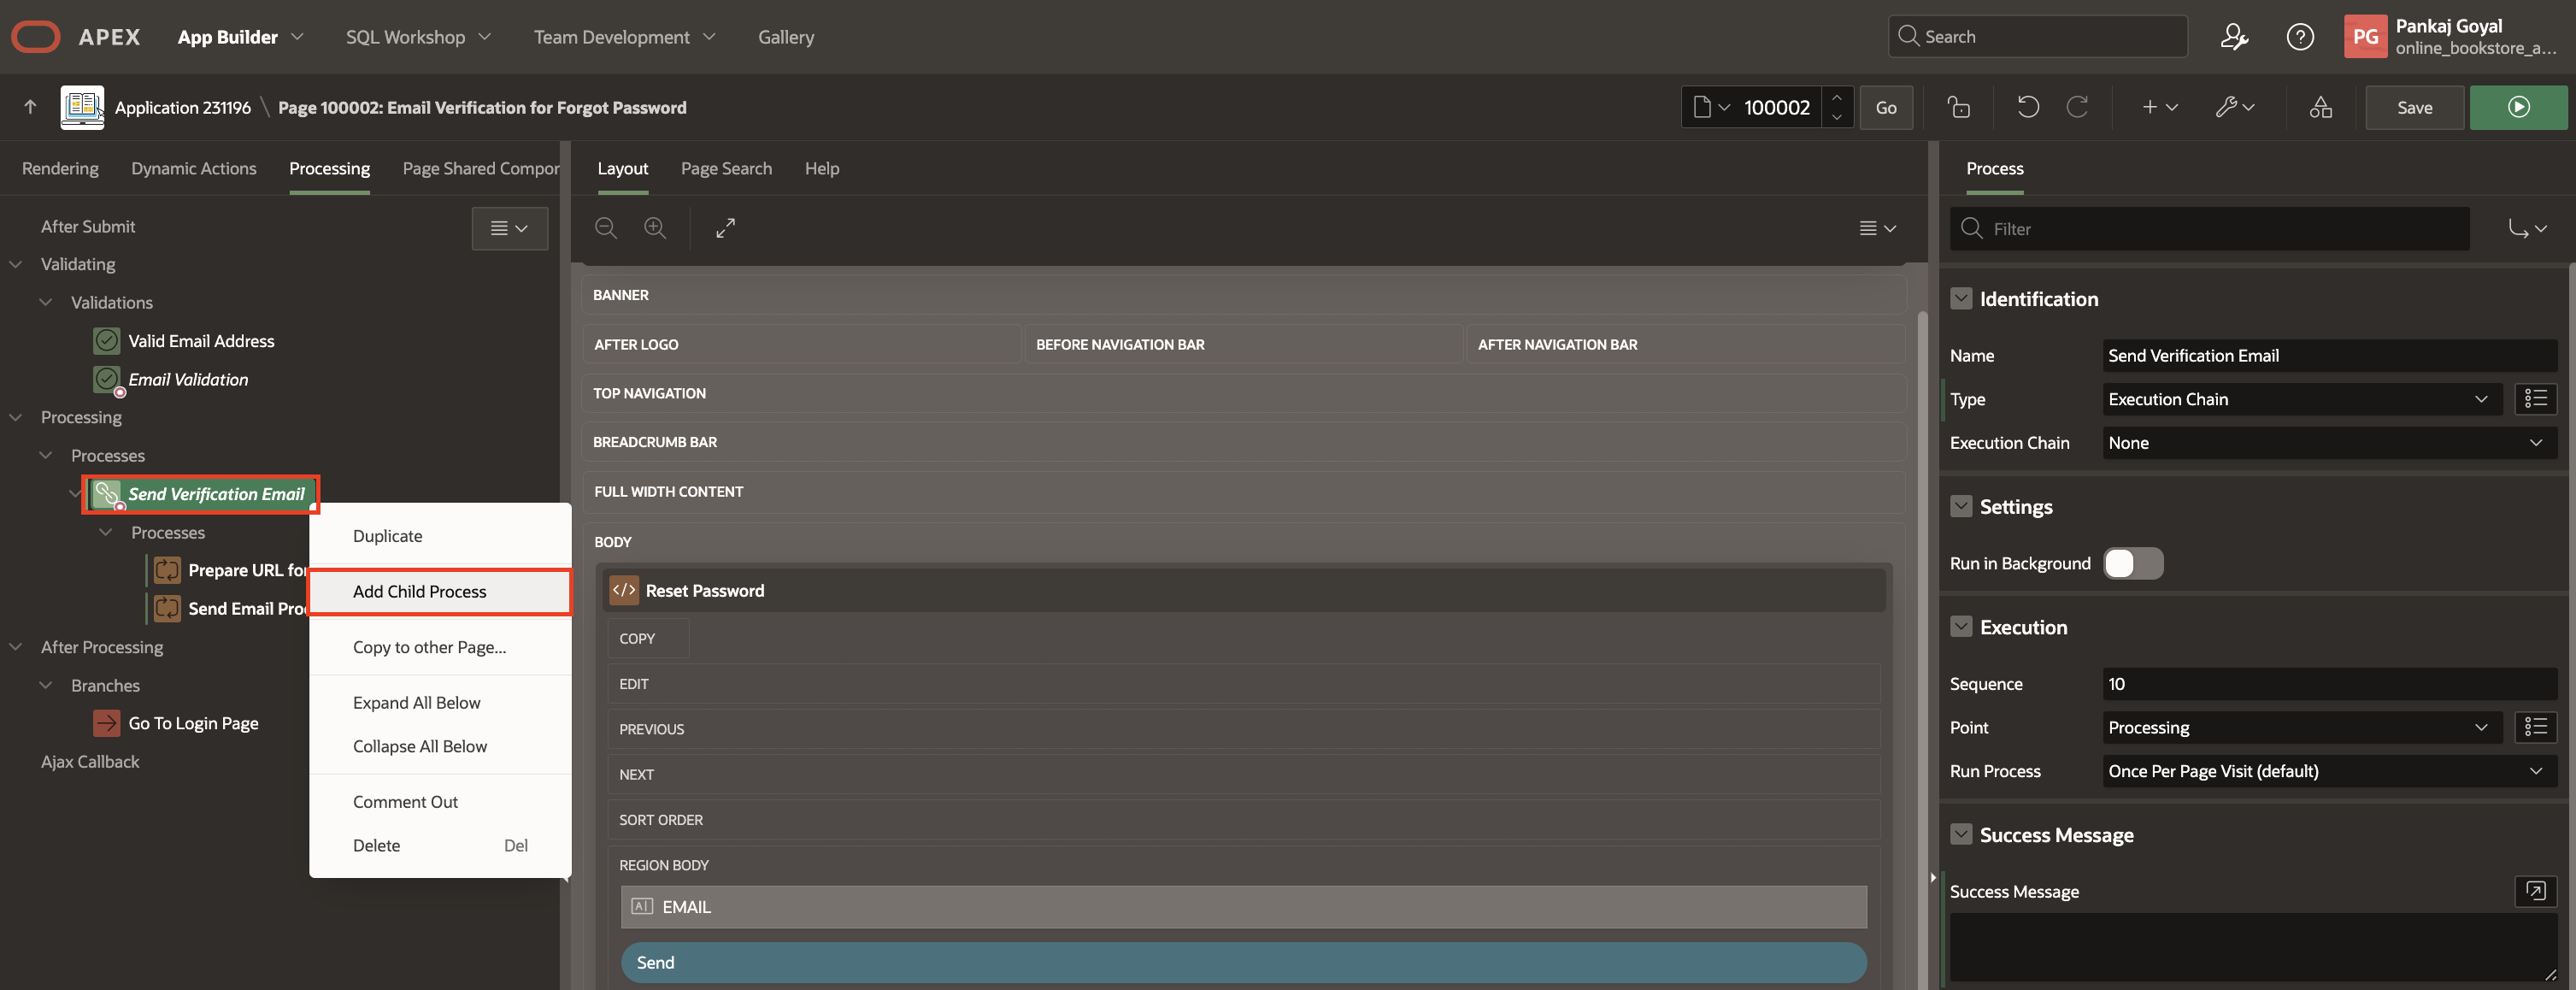 APEX App Builder SQL Workshop Team Development Gallery Search PG Pankaj Goyal
online_bookstore_a...
Application 231196 \ Page 100002: Email Verification for Forgot Password 100002 Go Save
Rendering Dynamic Actions Processing Page Shared Compor
After Submit
Validating
Validations
Valid Email Address
Email Validation
Processing
Processes
Send Verification Email
Processes
Prepare URL for
Send Email Pro
After Processing
Branches
Go To Login Page
Ajax Callback
Duplicate
Add Child Process
Copy to other Page...
Expand All Below
Collapse All Below
Comment Out
Delete Del
Layout Page Search Help
BANNER
AFTER LOGO BEFORE NAVIGATION BAR AFTER NAVIGATION BAR
TOP NAVIGATION
BREADCRUMB BAR
FULL WIDTH CONTENT
BODY
</> Reset Password
COPY
EDIT
PREVIOUS
NEXT
SORT ORDER
REGION BODY
AI EMAIL
Send
Process
Filter
Identification
Name Send Verification Email
Type Execution Chain
Execution Chain None
Settings
Run in Background
Execution
Sequence 10
Point Processing
Run Process Once Per Page Visit (default)
Success Message
Success Message